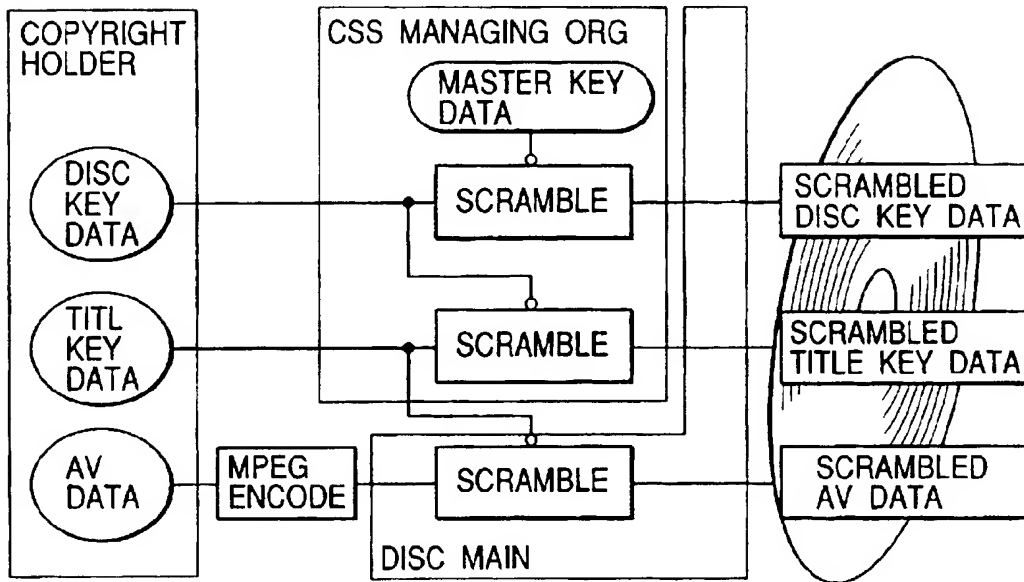 COPYRIGHT
HOLDER
CSS MANAGING ORG
MASTER KEY
DATA
DISC
KEY
DATA
SCRAMBLE
SCRAMBLED
DISC KEY DATA
TITL
KEY
DATA
SCRAMBLE
SCRAMBLED
TITLE KEY DATA
AV
DATA
MPEG
ENCODE
SCRAMBLE
SCRAMBLED
AV DATA
DISC MAIN